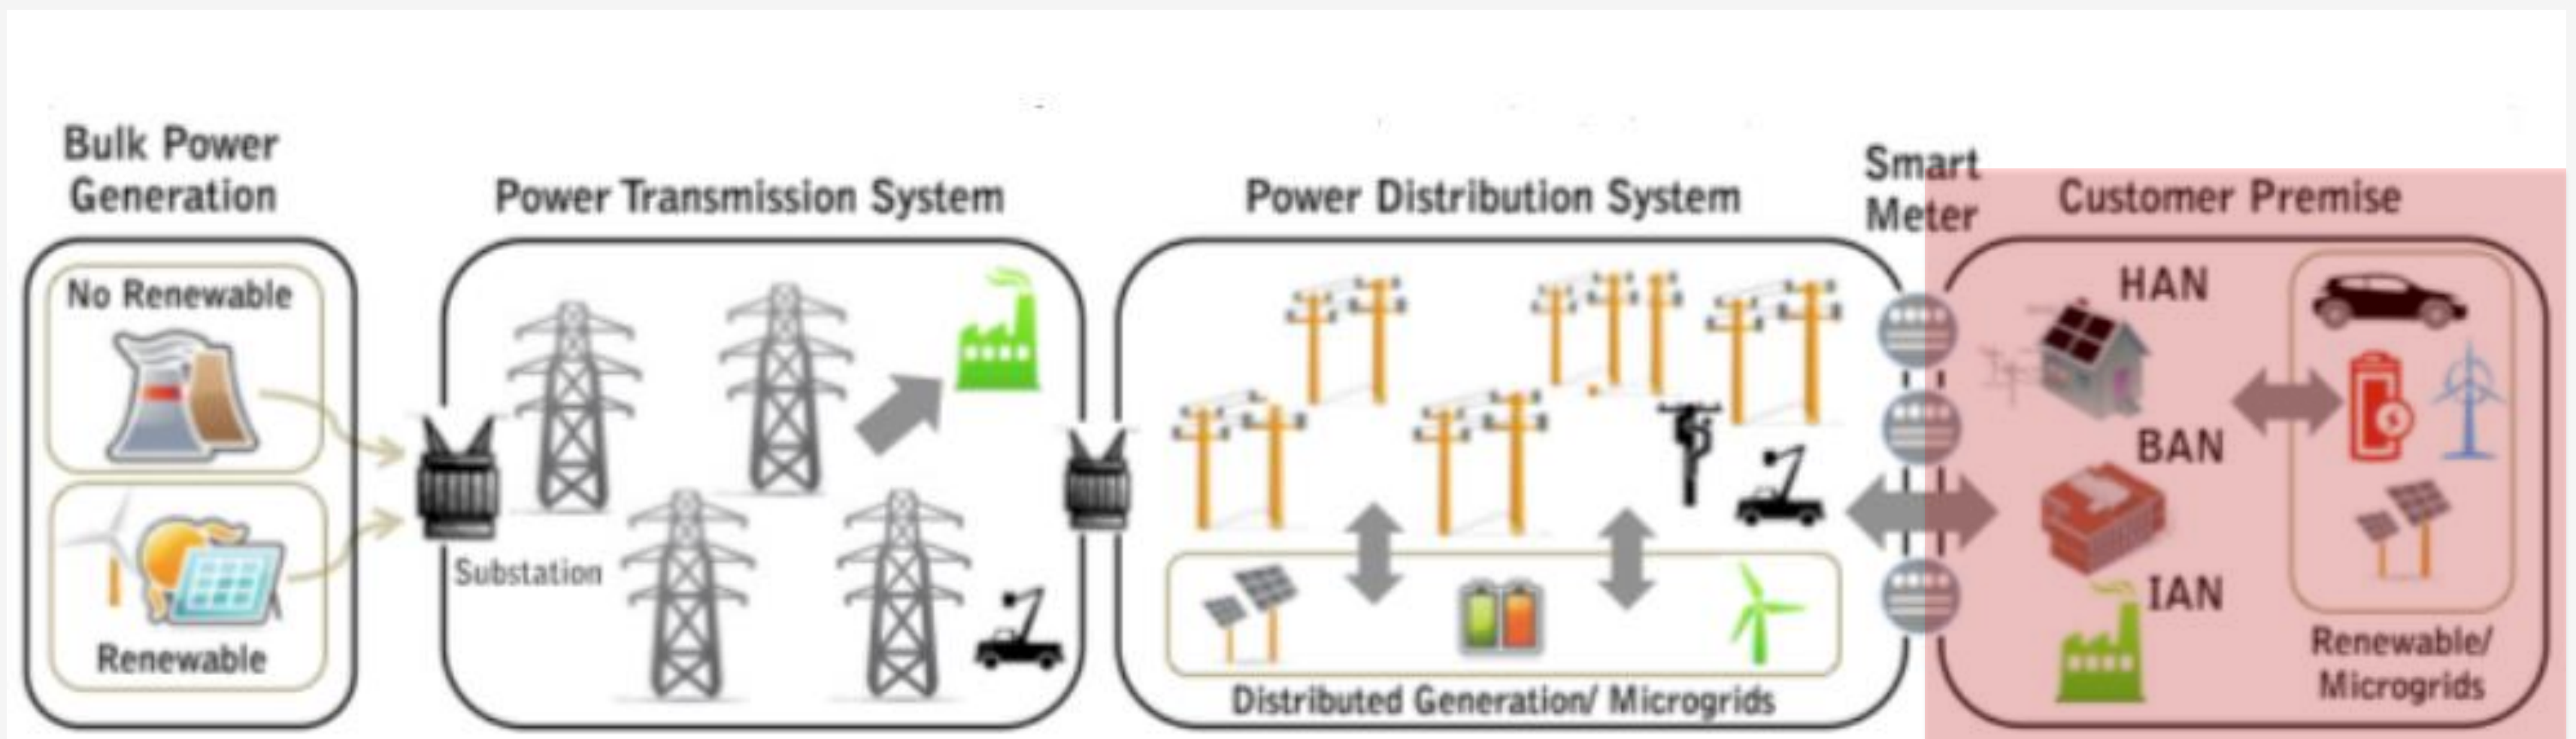 Bulk Power
Generation
No Renewable
Renewable
Power Transmission System
Substation
Power Distribution System
Distributed Generation/ Microgrids
Smart
Meter
Customer Premise
HAN
BAN
IAN
Renewable/
Microgrids